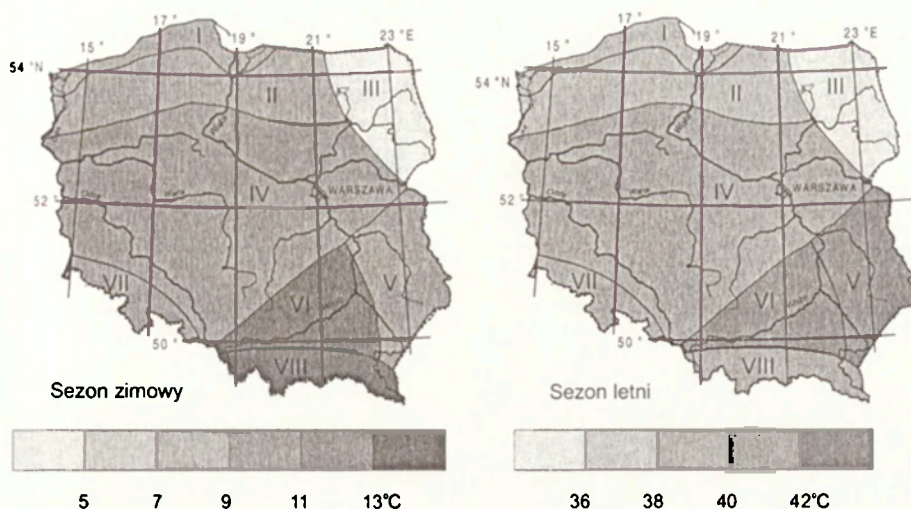 17° 19° 21° 23° E
15°
54 °N
I
II
III
IV
WARSZAWA
52 °
V
VI
VII
VIII
50°
Sezon zimowy
5 7 9 11 13°C
17° 19° 21° 23° E
15°
54 °N
I
II
III
IV
WARSZAWA
52 °
V
VI
VII
VIII
50°
Sezon letni
36 38 40 42°C